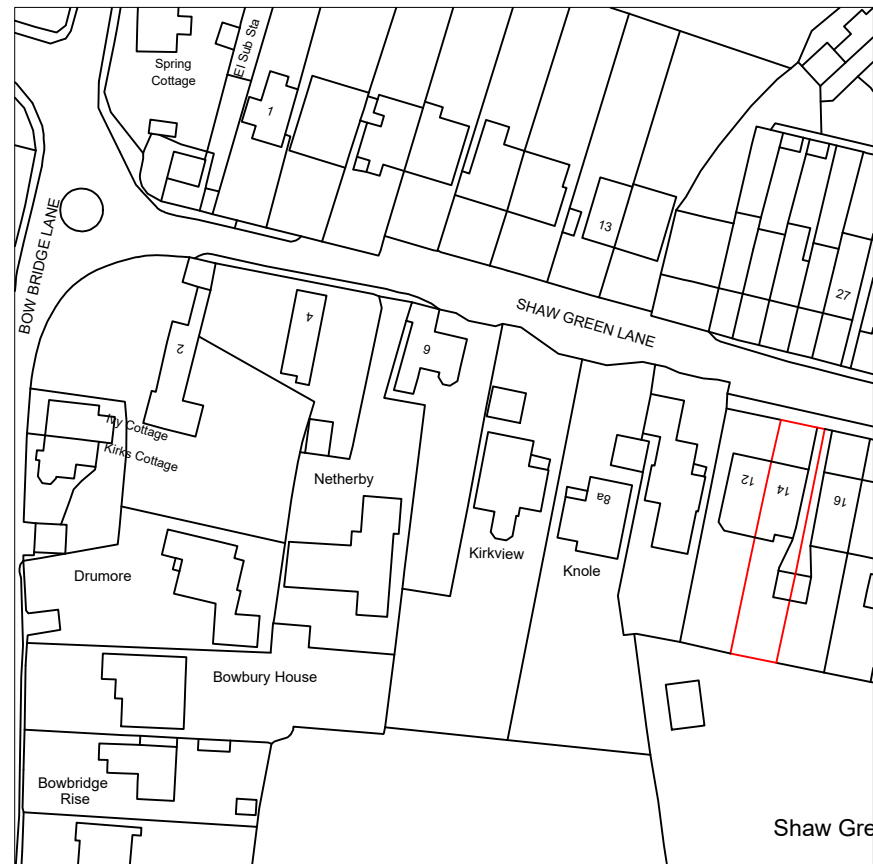 Spring
Cottage
El Sub Sta
1
13
27
BOW BRIDGE LANE
SHAW GREEN LANE
2
4
6
Ivy Cottage
Kirks Cottage
Netherby
Kirkview
8a
Knole
12
14
16
Drumore
Bowbury House
Bowbridge
Rise
Shaw Gre